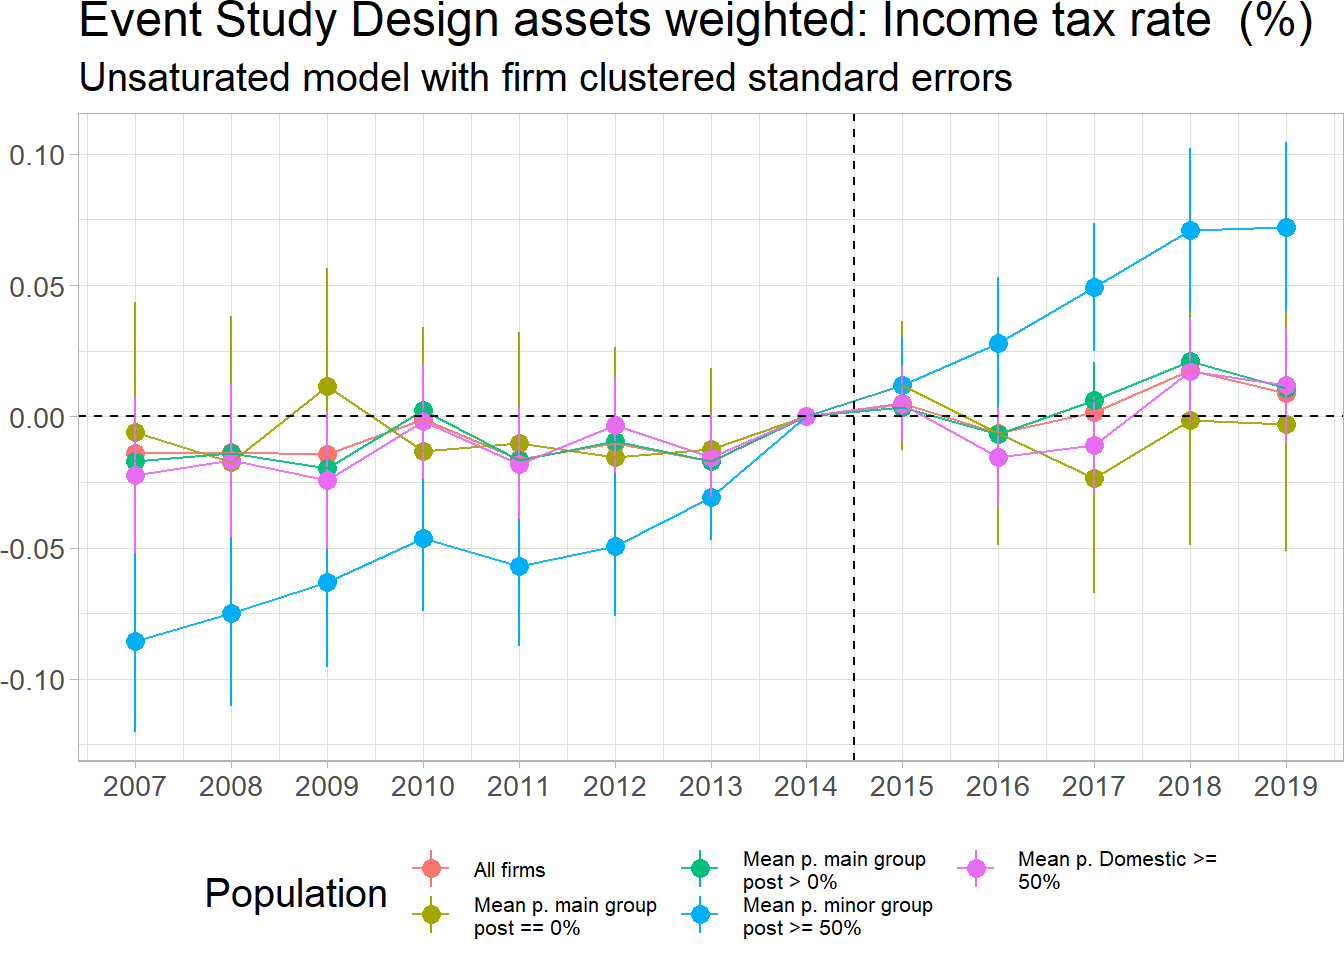 Event Study Design assets weighted: Income tax rate  (%)
Unsaturated model with firm clustered standard errors
0.10
0.05
0.00
-0.05
-0.10
2007 2008 2009 2010 2011 2012 2013 2014 2015 2016 2017 2018 2019
Population
All firms
Mean p. main group
post == 0%
Mean p. main group
post > 0%
Mean p. minor group
post >= 50%
Mean p. Domestic >=
50%